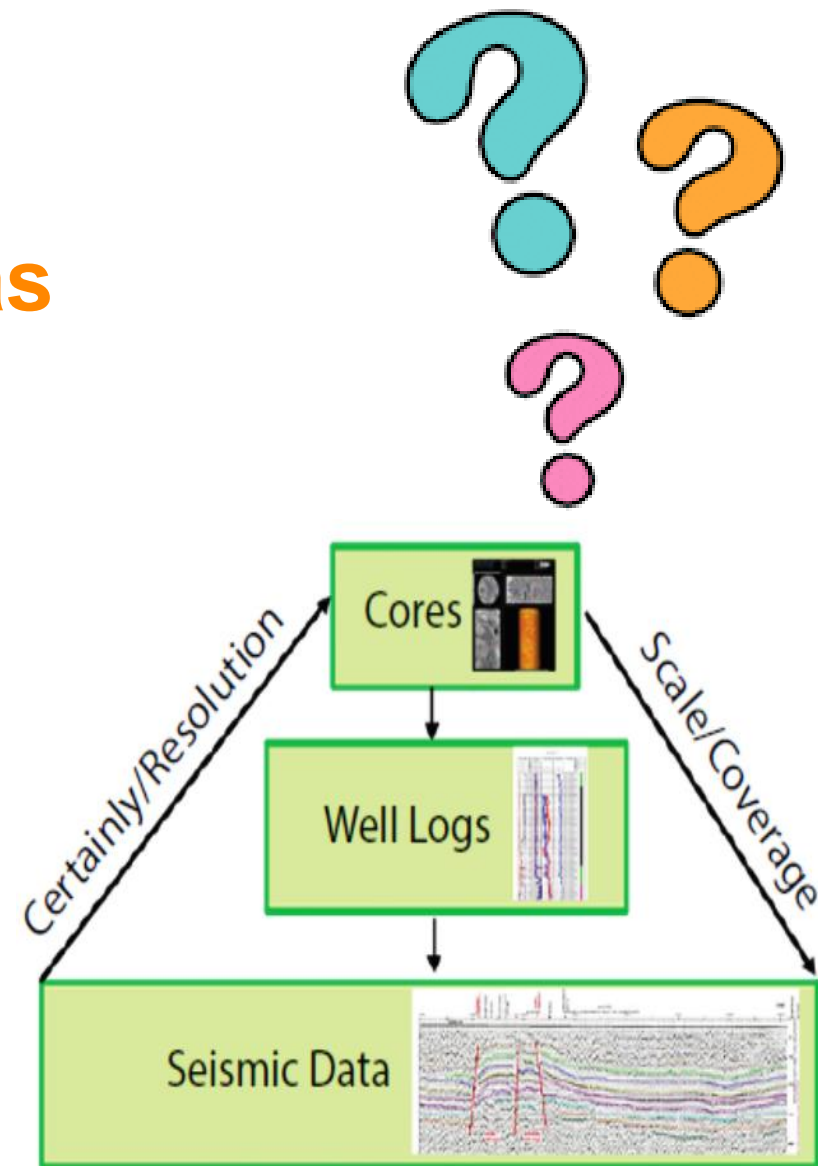 as
Cores
Certainly/Resolution
Scale/Coverage
Well Logs
Seismic Data